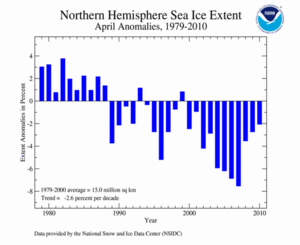 Northern Hemisphere Sea Ice Extent
April Anomalies, 1979-2010
Extent Anomalies in Percent
4
2
0
-2
-4
-6
-8
1979-2000 average = 15.0 million sq km
Trend = -2.6 percent per decade
1980
1990
2000
2010
Year
Data provided by the National Snow and Ice Data Center (NSIDC)